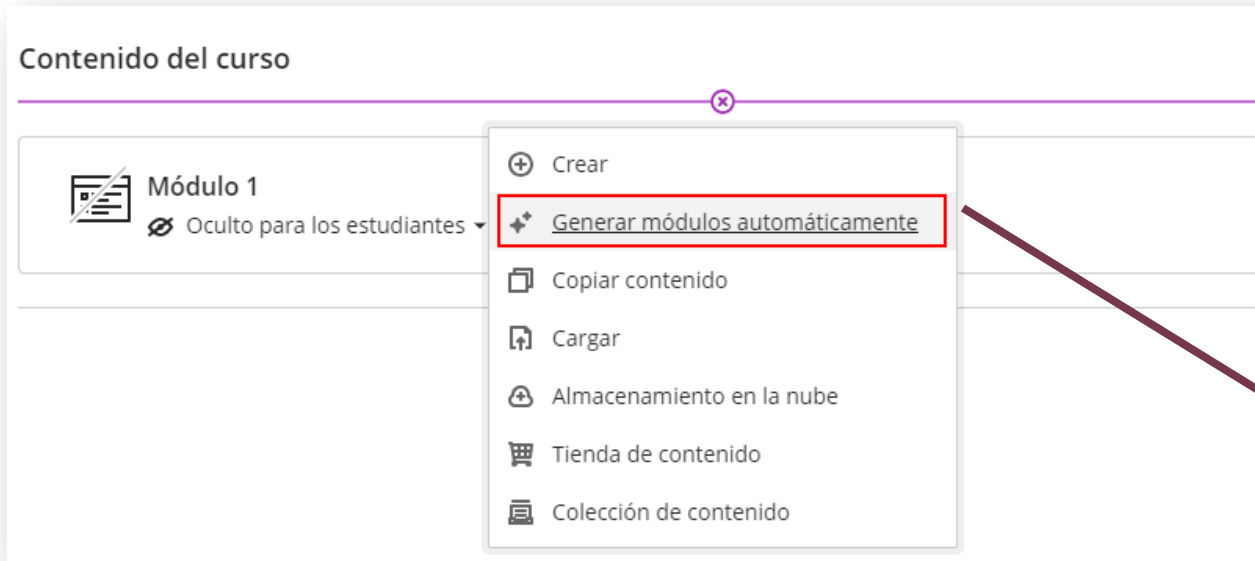 Contenido del curso
Módulo 1
Oculto para los estudiantes
Crear
Generar módulos automáticamente
Copiar contenido
Cargar
Almacenamiento en la nube
Tienda de contenido
Colección de contenido